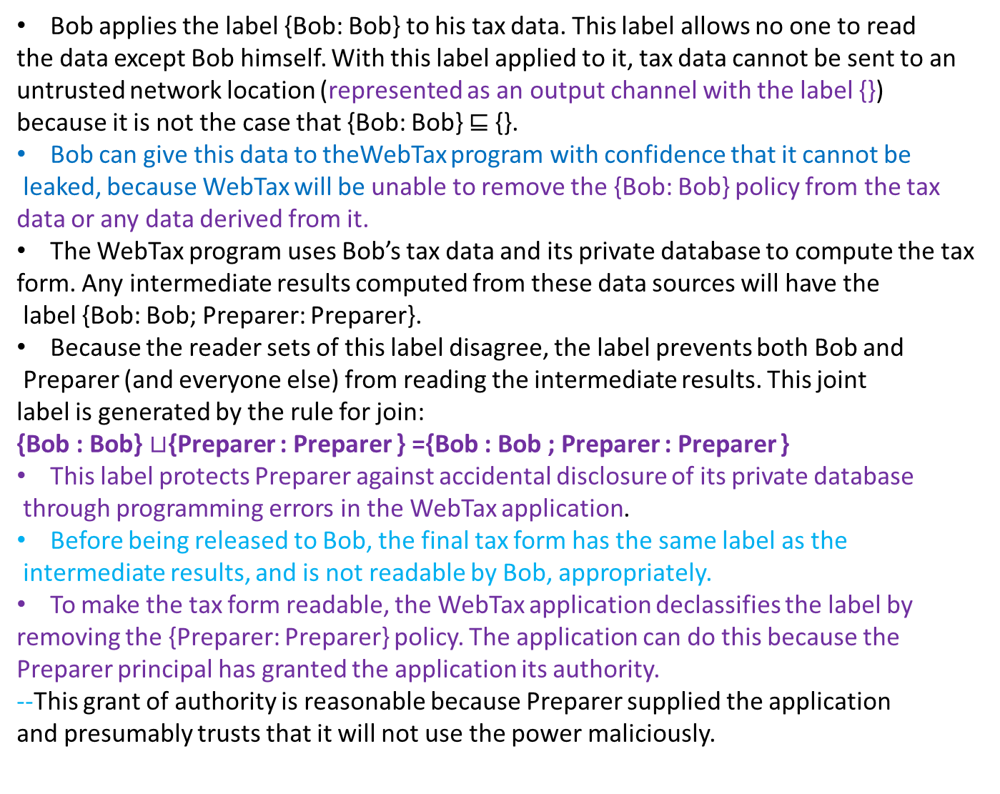 • Bob applies the label {Bob: Bob} to his tax data. This label allows no one to read
the data except Bob himself. With this label applied to it, tax data cannot be sent to an
untrusted network location (represented as an output channel with the label {})
because it is not the case that {Bob: Bob} ⊑ {}.
• Bob can give this data to theWebTax program with confidence that it cannot be
leaked, because WebTax will be unable to remove the {Bob: Bob} policy from the tax
data or any data derived from it.
• The WebTax program uses Bob’s tax data and its private database to compute the tax
form. Any intermediate results computed from these data sources will have the
label {Bob: Bob; Preparer: Preparer}.
• Because the reader sets of this label disagree, the label prevents both Bob and
Preparer (and everyone else) from reading the intermediate results. This joint
label is generated by the rule for join:
{Bob : Bob} ⊔{Preparer : Preparer } ={Bob : Bob ; Preparer : Preparer }
• This label protects Preparer against accidental disclosure of its private database
through programming errors in the WebTax application.
• Before being released to Bob, the final tax form has the same label as the
intermediate results, and is not readable by Bob, appropriately.
• To make the tax form readable, the WebTax application declassifies the label by
removing the {Preparer: Preparer} policy. The application can do this because the
Preparer principal has granted the application its authority.
--This grant of authority is reasonable because Preparer supplied the application
and presumably trusts that it will not use the power maliciously.